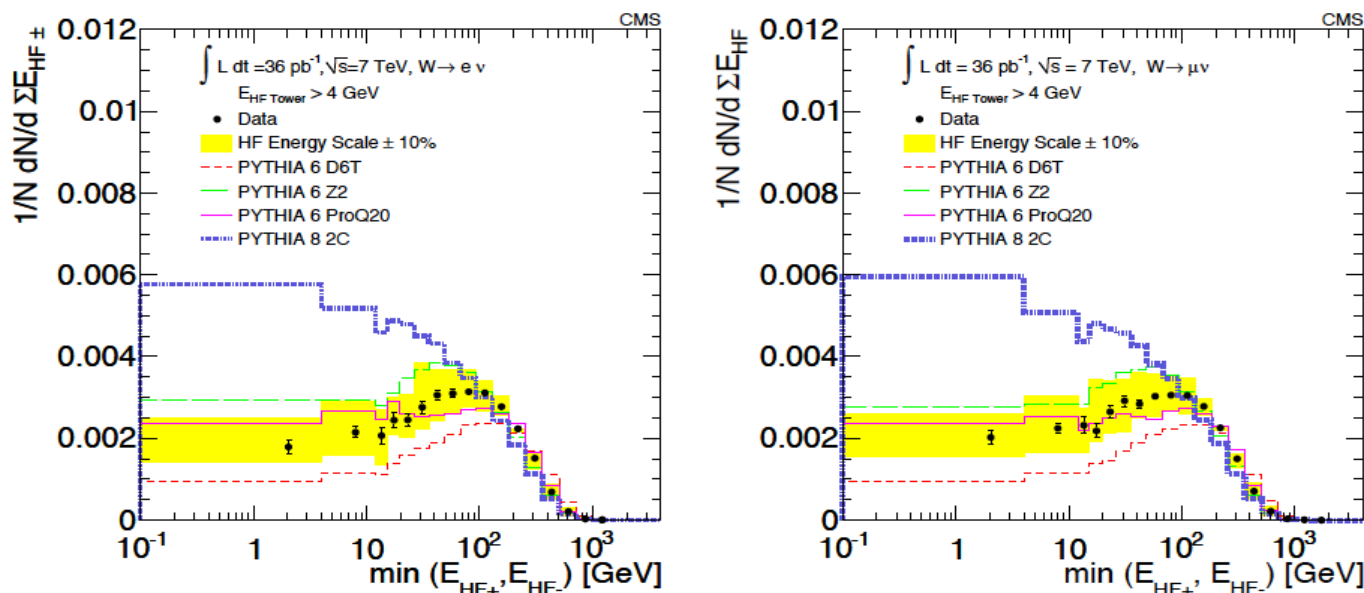 CMS
1/N dN/d ΣE_HF ±
0.012
0.01
0.008
0.006
0.004
0.002
0
∫ L dt =36 pb⁻¹,√s=7 TeV, W→ e ν
E_HF Tower > 4 GeV
Data
HF Energy Scale ± 10%
PYTHIA 6 D6T
PYTHIA 6 Z2
PYTHIA 6 ProQ20
PYTHIA 8 2C
10⁻¹ 1 10 10² 10³
min (E_HF+,E_HF-) [GeV]
CMS
1/N dN/d ΣE_HF
0.012
0.01
0.008
0.006
0.004
0.002
0
∫ L dt = 36 pb⁻¹, √s = 7 TeV, W→μν
E_HF Tower > 4 GeV
Data
HF Energy Scale ± 10%
PYTHIA 6 D6T
PYTHIA 6 Z2
PYTHIA 6 ProQ20
PYTHIA 8 2C
10⁻¹ 1 10 10² 10³
min (E_HF+, E_HF-) [GeV]